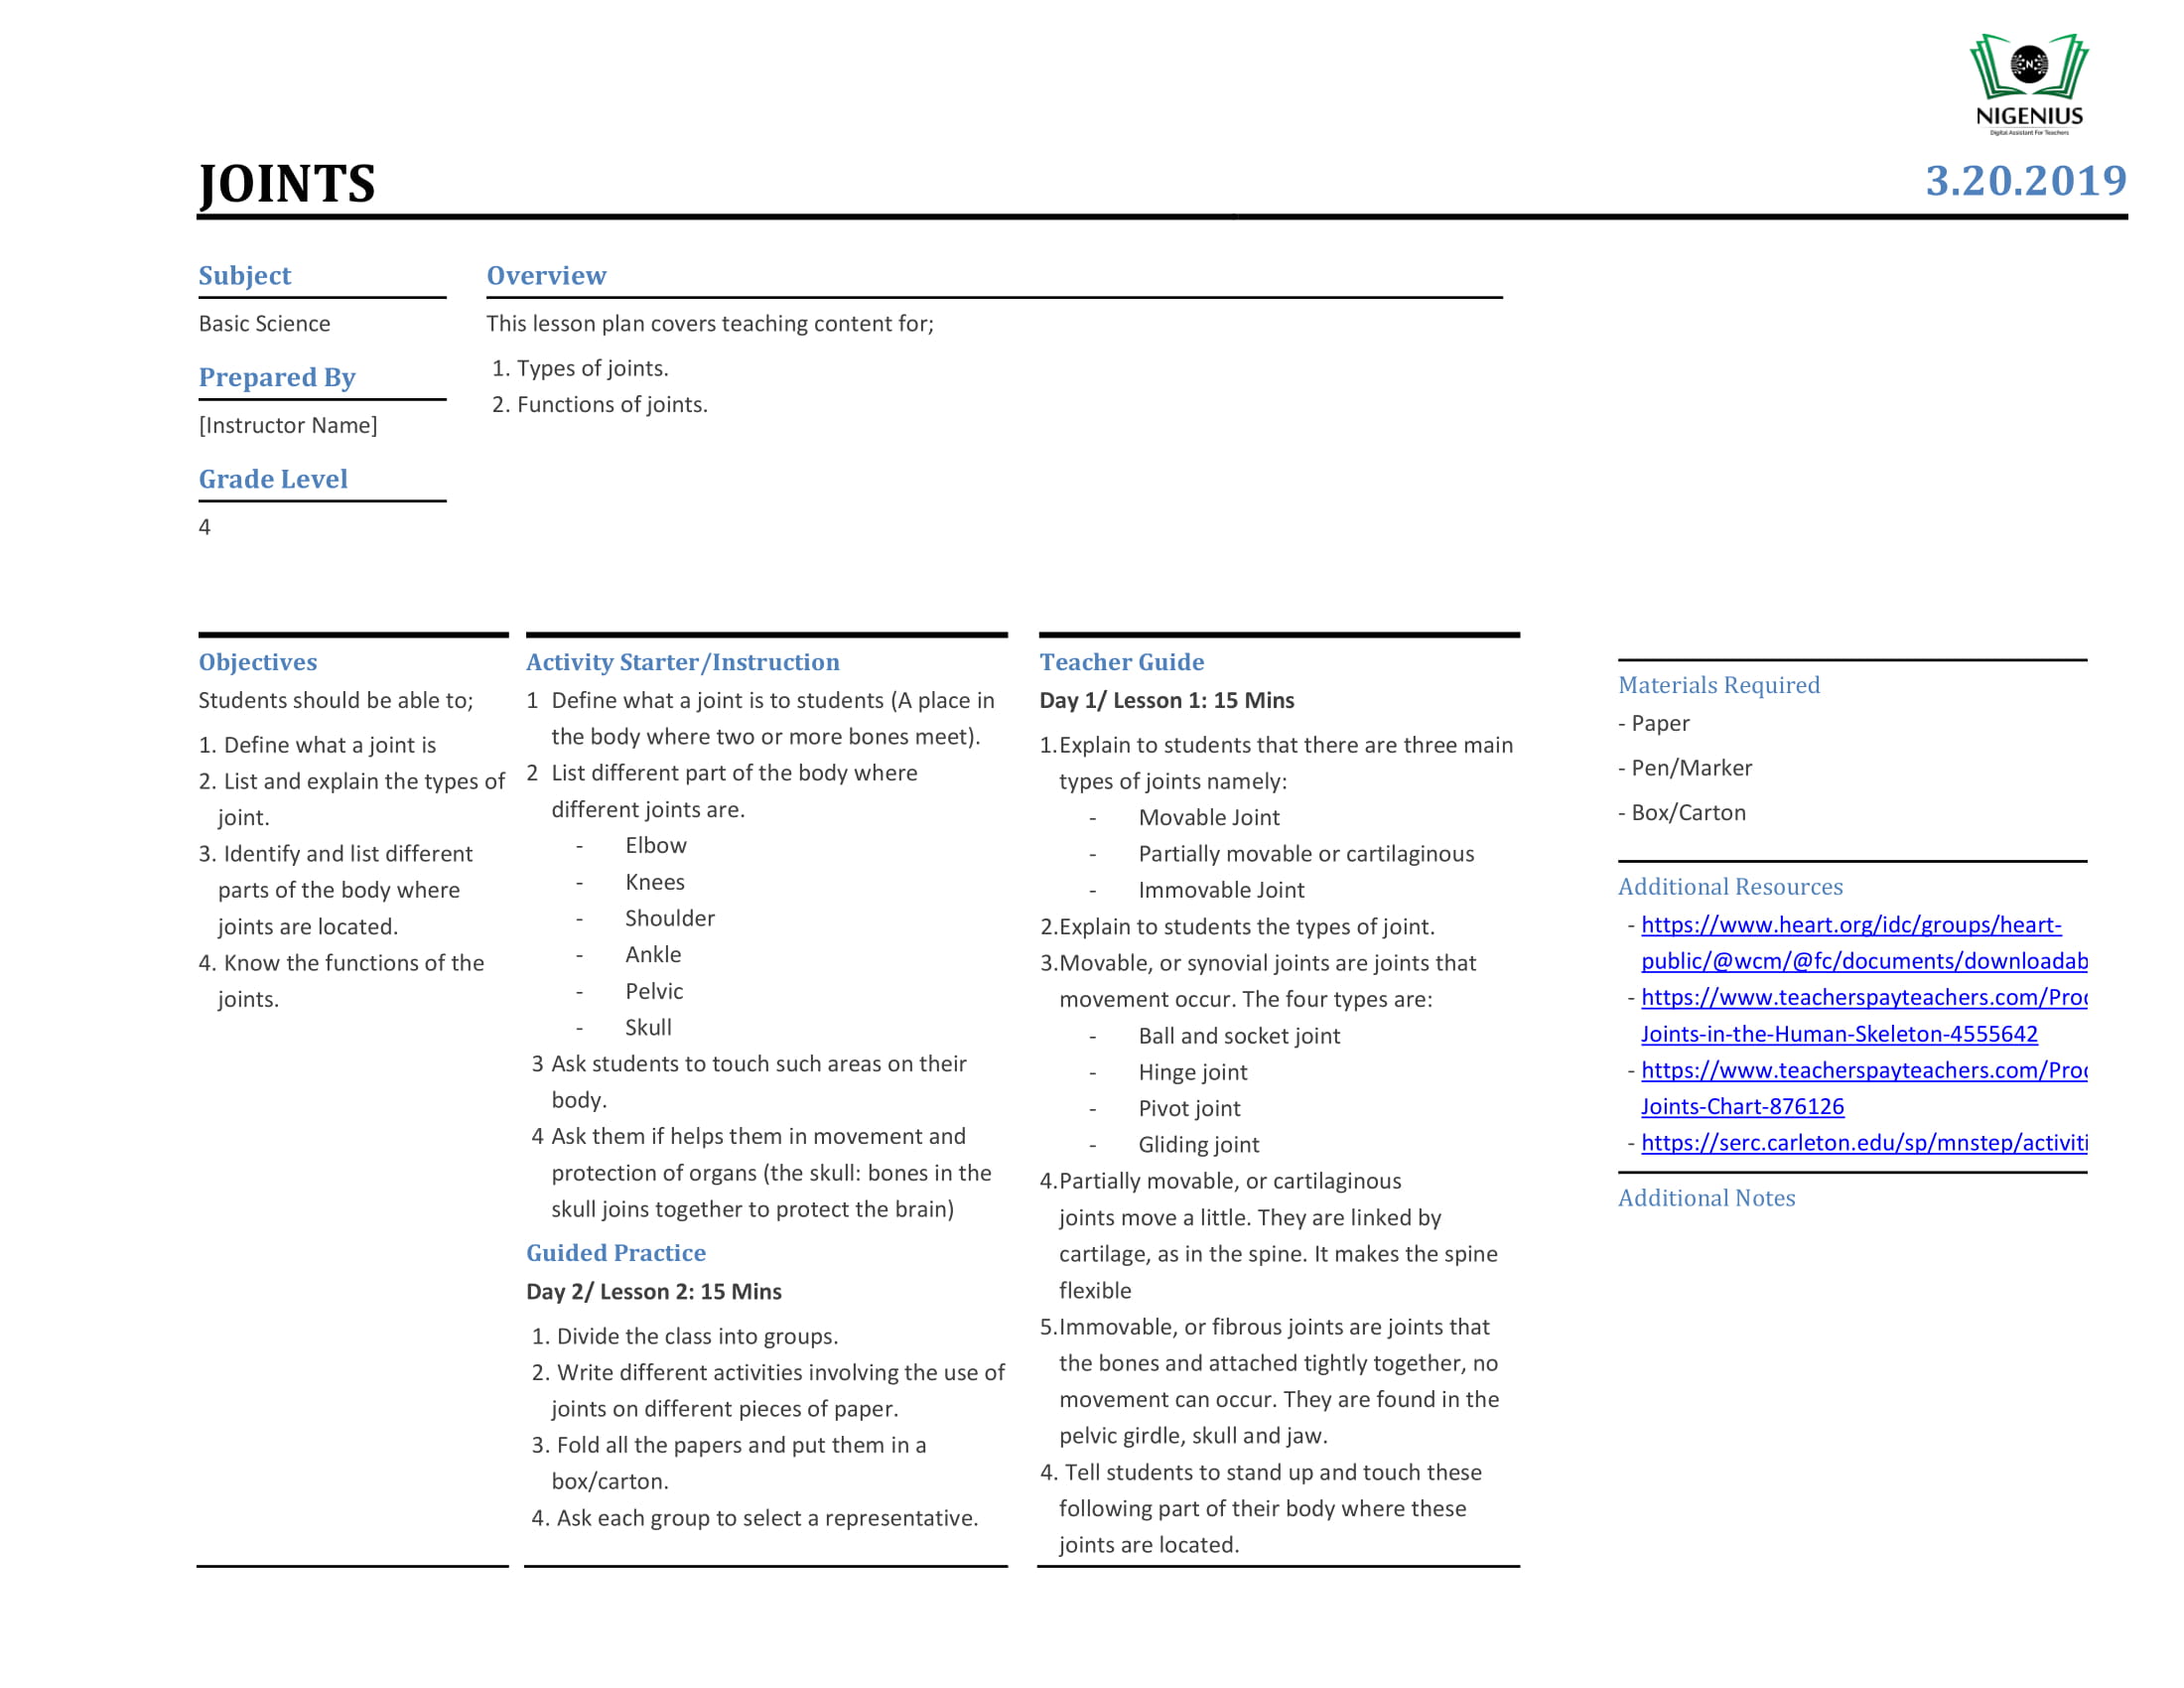 NIGENIUS
Digital Assistant For Teachers
JOINTS
3.20.2019
Subject
Basic Science
Prepared By
[Instructor Name]
Grade Level
4
Overview
This lesson plan covers teaching content for;
1. Types of joints.
2. Functions of joints.
Objectives
Students should be able to;
1. Define what a joint is
2. List and explain the types of
joint.
3. Identify and list different
parts of the body where
joints are located.
4. Know the functions of the
joints.
Activity Starter/Instruction
1 Define what a joint is to students (A place in
the body where two or more bones meet).
2 List different part of the body where
different joints are.
- Elbow
- Knees
- Shoulder
- Ankle
- Pelvic
- Skull
3 Ask students to touch such areas on their
body.
4 Ask them if helps them in movement and
protection of organs (the skull: bones in the
skull joins together to protect the brain)
Guided Practice
Day 2/ Lesson 2: 15 Mins
1. Divide the class into groups.
2. Write different activities involving the use of
joints on different pieces of paper.
3. Fold all the papers and put them in a
box/carton.
4. Ask each group to select a representative.
Teacher Guide
Day 1/ Lesson 1: 15 Mins
1.Explain to students that there are three main
types of joints namely:
- Movable Joint
- Partially movable or cartilaginous
- Immovable Joint
2.Explain to students the types of joint.
3.Movable, or synovial joints are joints that
movement occur. The four types are:
- Ball and socket joint
- Hinge joint
- Pivot joint
- Gliding joint
4.Partially movable, or cartilaginous
joints move a little. They are linked by
cartilage, as in the spine. It makes the spine
flexible
5.Immovable, or fibrous joints are joints that
the bones and attached tightly together, no
movement can occur. They are found in the
pelvic girdle, skull and jaw.
4. Tell students to stand up and touch these
following part of their body where these
joints are located.
Materials Required
- Paper
- Pen/Marker
- Box/Carton
Additional Resources
- https://www.heart.org/idc/groups/heart-
public/@wcm/@fc/documents/downloadab
- https://www.teacherspayteachers.com/Proc
Joints-in-the-Human-Skeleton-4555642
- https://www.teacherspayteachers.com/Proc
Joints-Chart-876126
- https://serc.carleton.edu/sp/mnstep/activiti
Additional Notes